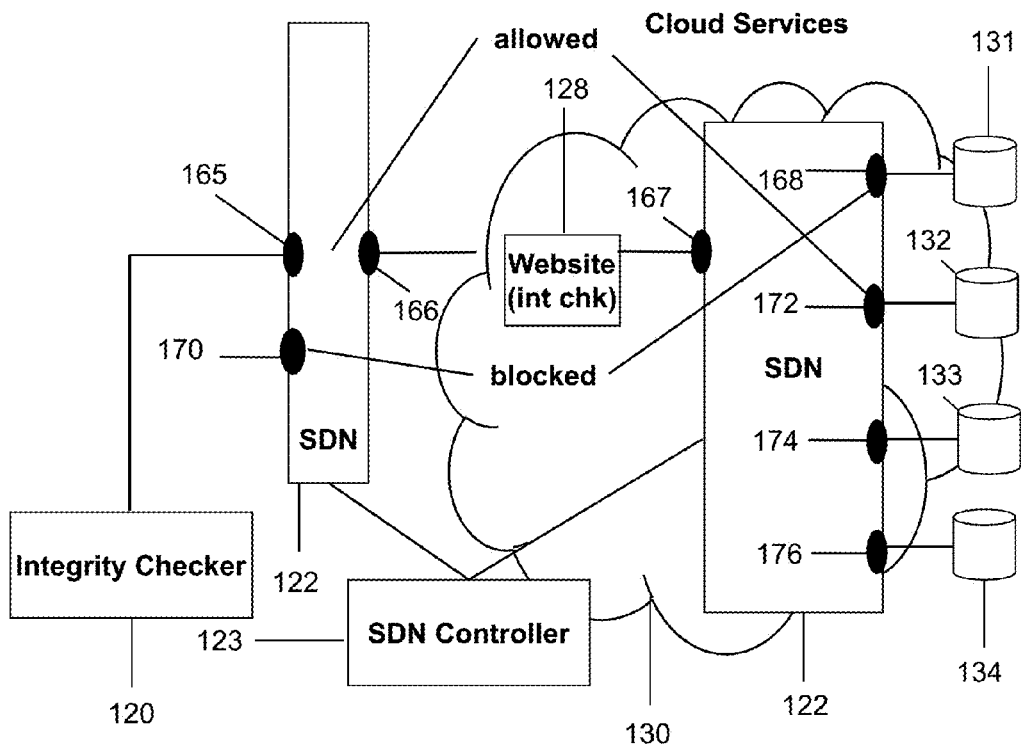 Cloud Services
allowed
131
128
165
168
167
132
Website
(int chk)
166
172
170
blocked
SDN
133
SDN
174
Integrity Checker
176
122
SDN Controller
123
134
122
120
130